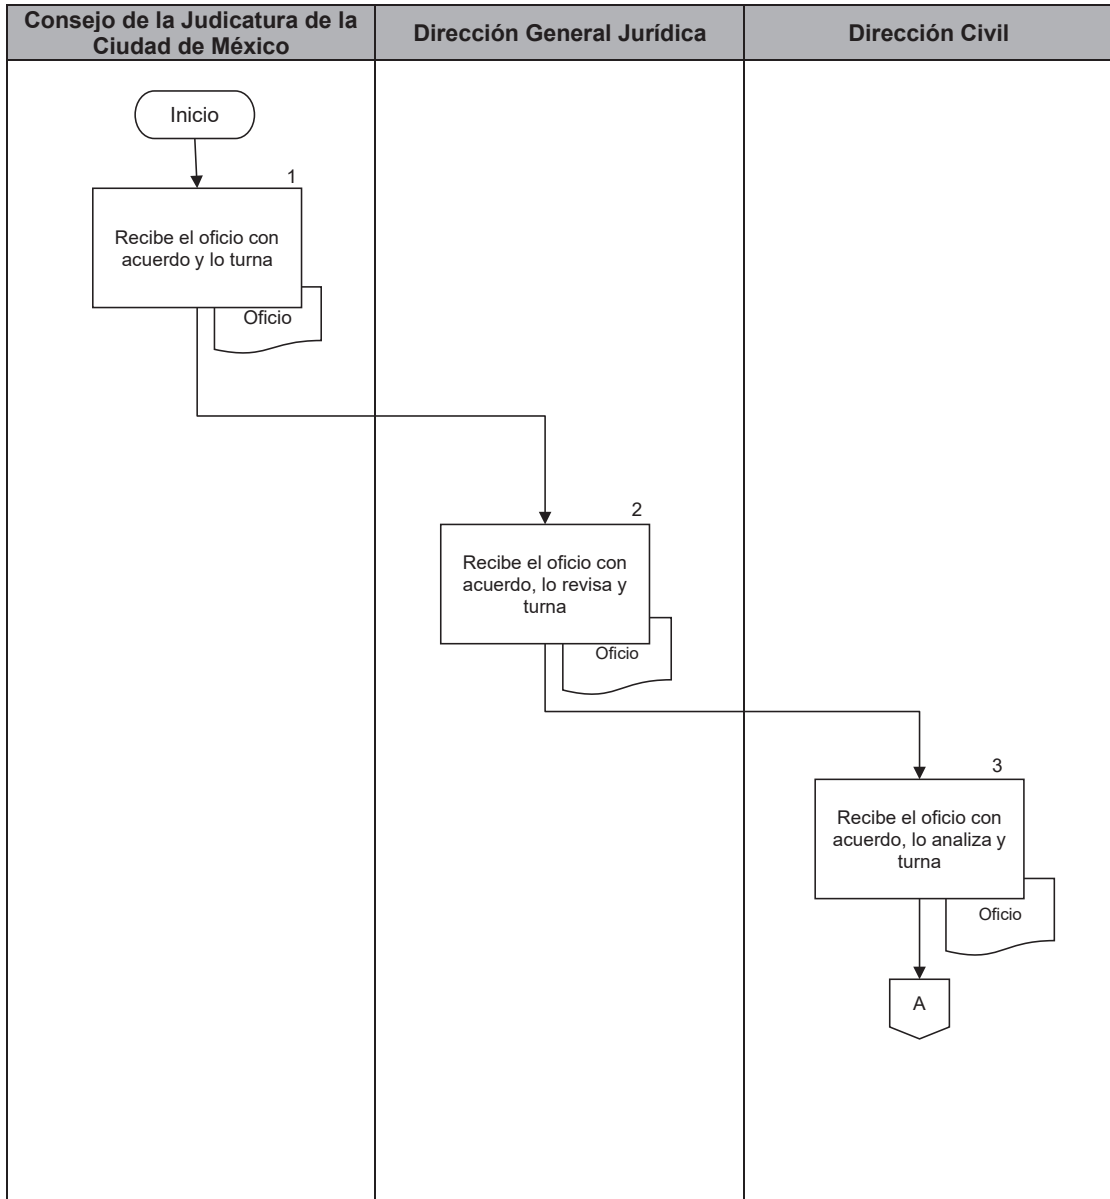 Consejo de la Judicatura de la
Ciudad de México
Dirección General Jurídica
Dirección Civil
Inicio
1
Recibe el oficio con
acuerdo y lo turna
Oficio
2
Recibe el oficio con
acuerdo, lo revisa y
turna
Oficio
3
Recibe el oficio con
acuerdo, lo analiza y
turna
Oficio
A